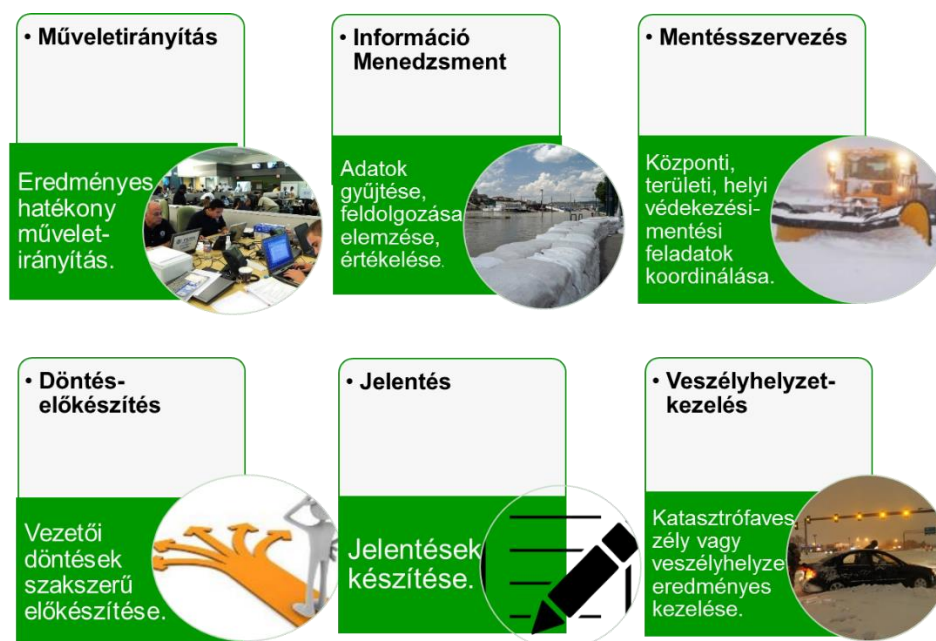 • Műveletirányítás
Eredményes
hatékony
művelet-
irányítás.
• Információ
Menedzsment
Adatok
gyűjtése,
feldolgozása
elemzése,
értékelése.
• Mentésszervezés
Központi,
területi, helyi
védekezési-
mentési
feladatok
koordinálása.
• Döntés-
előkészítés
Vezetői
döntések
szakszerű
előkészítése.
• Jelentés
Jelentések
készítése.
• Veszélyhelyzet-
kezelés
Katasztrófaves
zély vagy
veszélyhelyze
eredményes
kezelése.